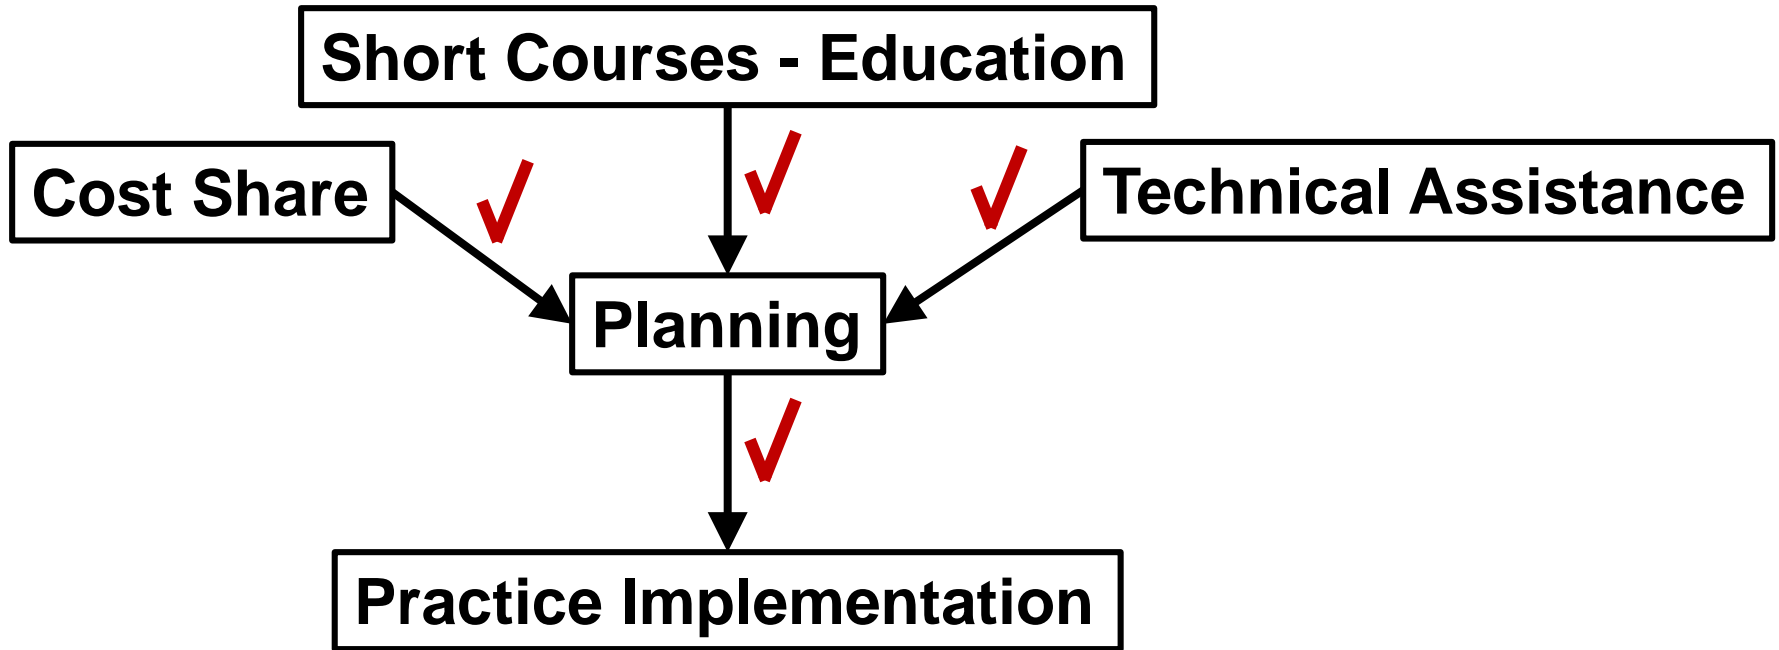 Short Courses - Education
Cost Share
Technical Assistance
Planning
Practice Implementation